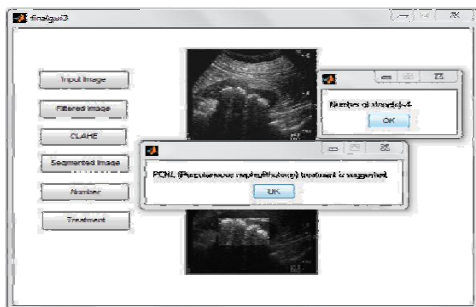 finalgui3
Input Image
Filtered Image
CLAHE
Segmented Image
Number
Treatment
Number of stone(s)=4
OK
PCNL (Percutaneous nephrolithotomy) treatment is suggested
OK